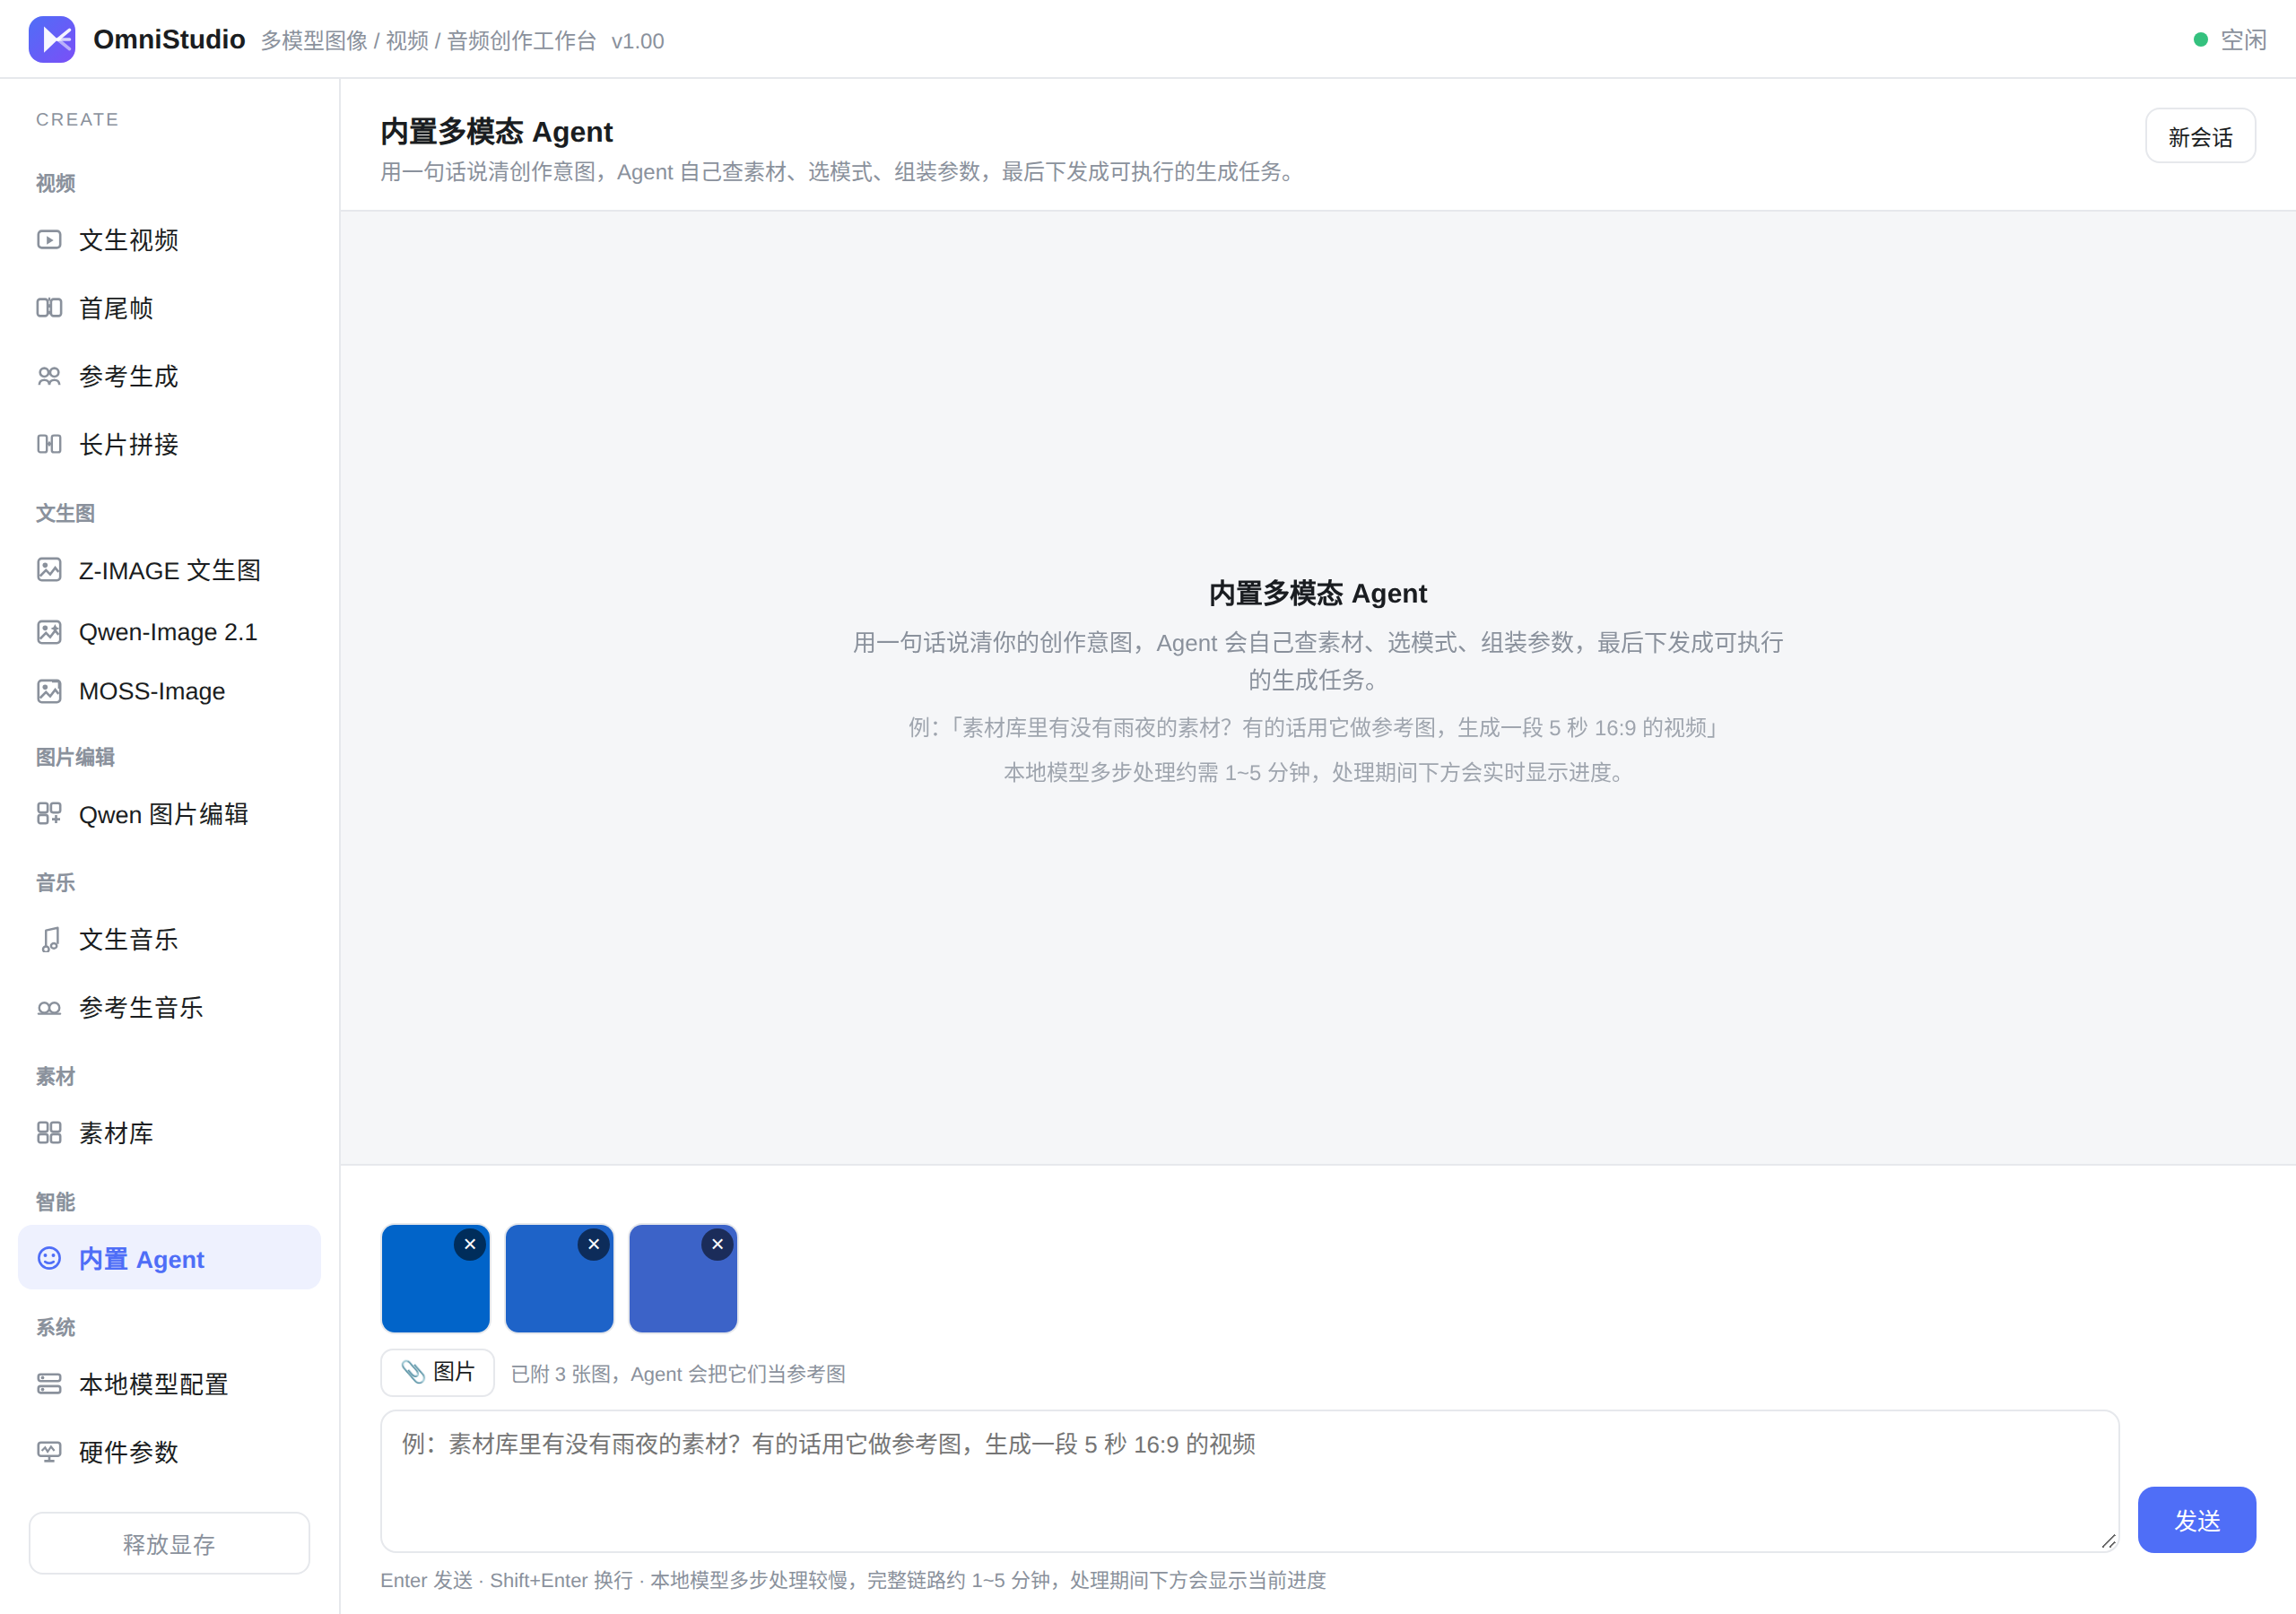 OmniStudio 多模型图像 / 视频 / 音频创作工作台 v1.00
空闲
CREATE
视频
文生视频
首尾帧
参考生成
长片拼接
文生图
Z-IMAGE 文生图
Qwen-Image 2.1
MOSS-Image
图片编辑
Qwen 图片编辑
音乐
文生音乐
参考生音乐
素材
素材库
智能
内置 Agent
系统
本地模型配置
硬件参数
释放显存
内置多模态 Agent
用一句话说清创作意图，Agent 自己查素材、选模式、组装参数，最后下发成可执行的生成任务。
新会话
内置多模态 Agent
用一句话说清你的创作意图，Agent 会自己查素材、选模式、组装参数，最后下发成可执行
的生成任务。
例：「素材库里有没有雨夜的素材？有的话用它做参考图，生成一段 5 秒 16:9 的视频」
本地模型多步处理约需 1~5 分钟，处理期间下方会实时显示进度。
图片
已附 3 张图，Agent 会把它们当参考图
例：素材库里有没有雨夜的素材？有的话用它做参考图，生成一段 5 秒 16:9 的视频
发送
Enter 发送 · Shift+Enter 换行 · 本地模型多步处理较慢，完整链路约 1~5 分钟，处理期间下方会显示当前进度